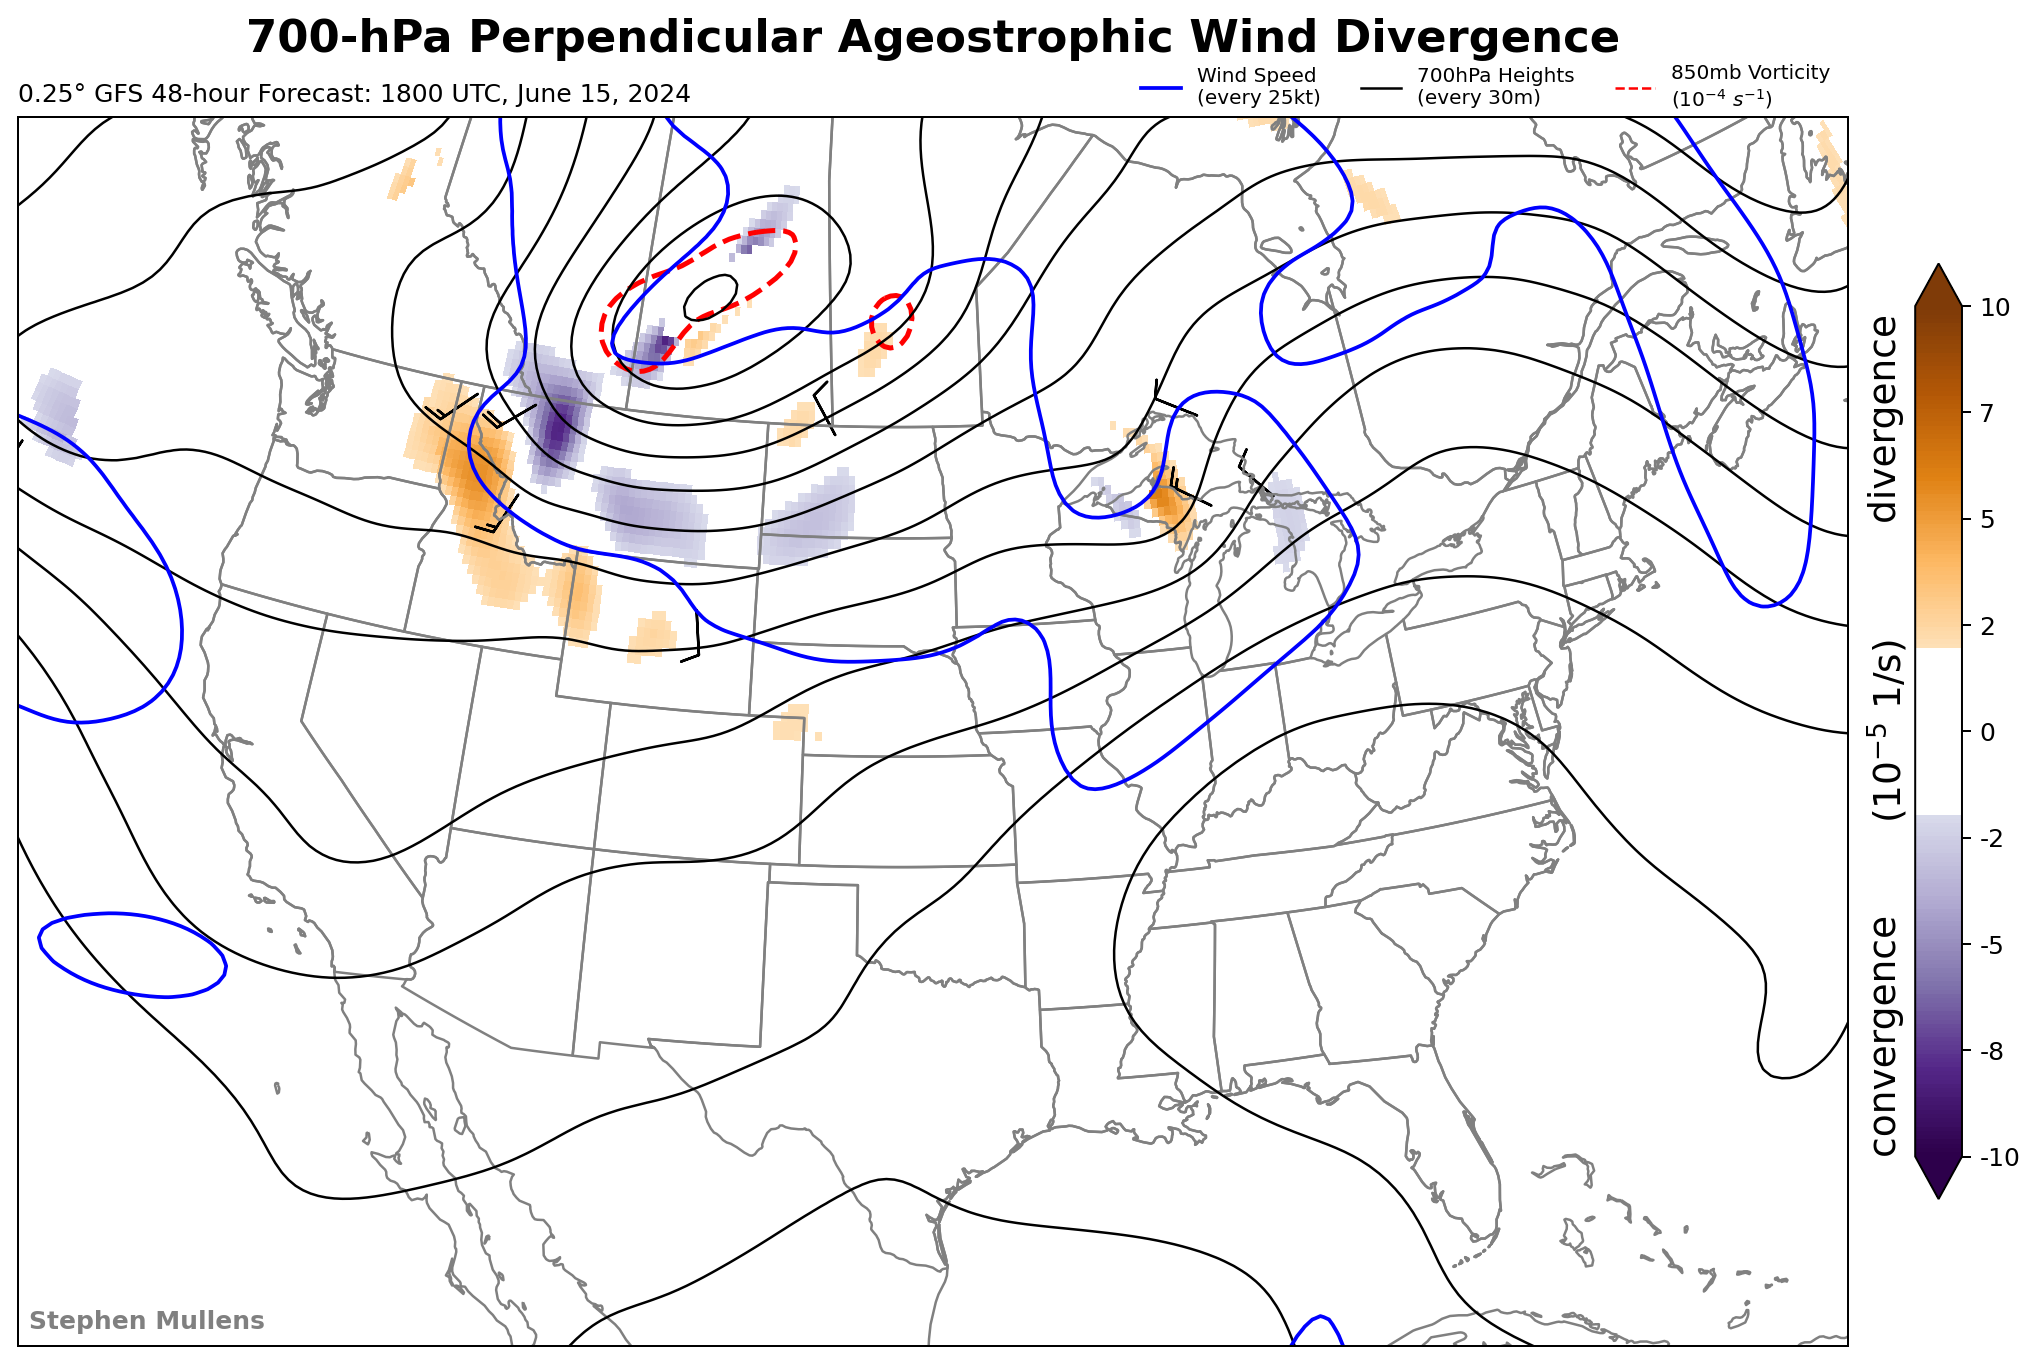 700-hPa Perpendicular Ageostrophic Wind Divergence
0.25° GFS 48-hour Forecast: 1800 UTC, June 15, 2024
Wind Speed
(every 25kt)
700hPa Heights
(every 30m)
850mb Vorticity
(10⁻⁴ s⁻¹)
10
7
5
2
0
-2
-5
-8
-10
convergence (10⁻⁵ 1/s) divergence
Stephen Mullens